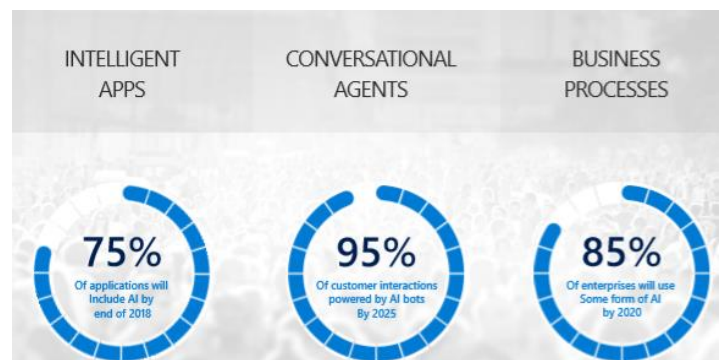 INTELLIGENT
APPS
CONVERSATIONAL
AGENTS
BUSINESS
PROCESSES
75%
Of applications will
Include AI by
end of 2018
95%
Of customer interactions
powered by AI bots
By 2025
85%
Of enterprises will use
Some form of AI
by 2020